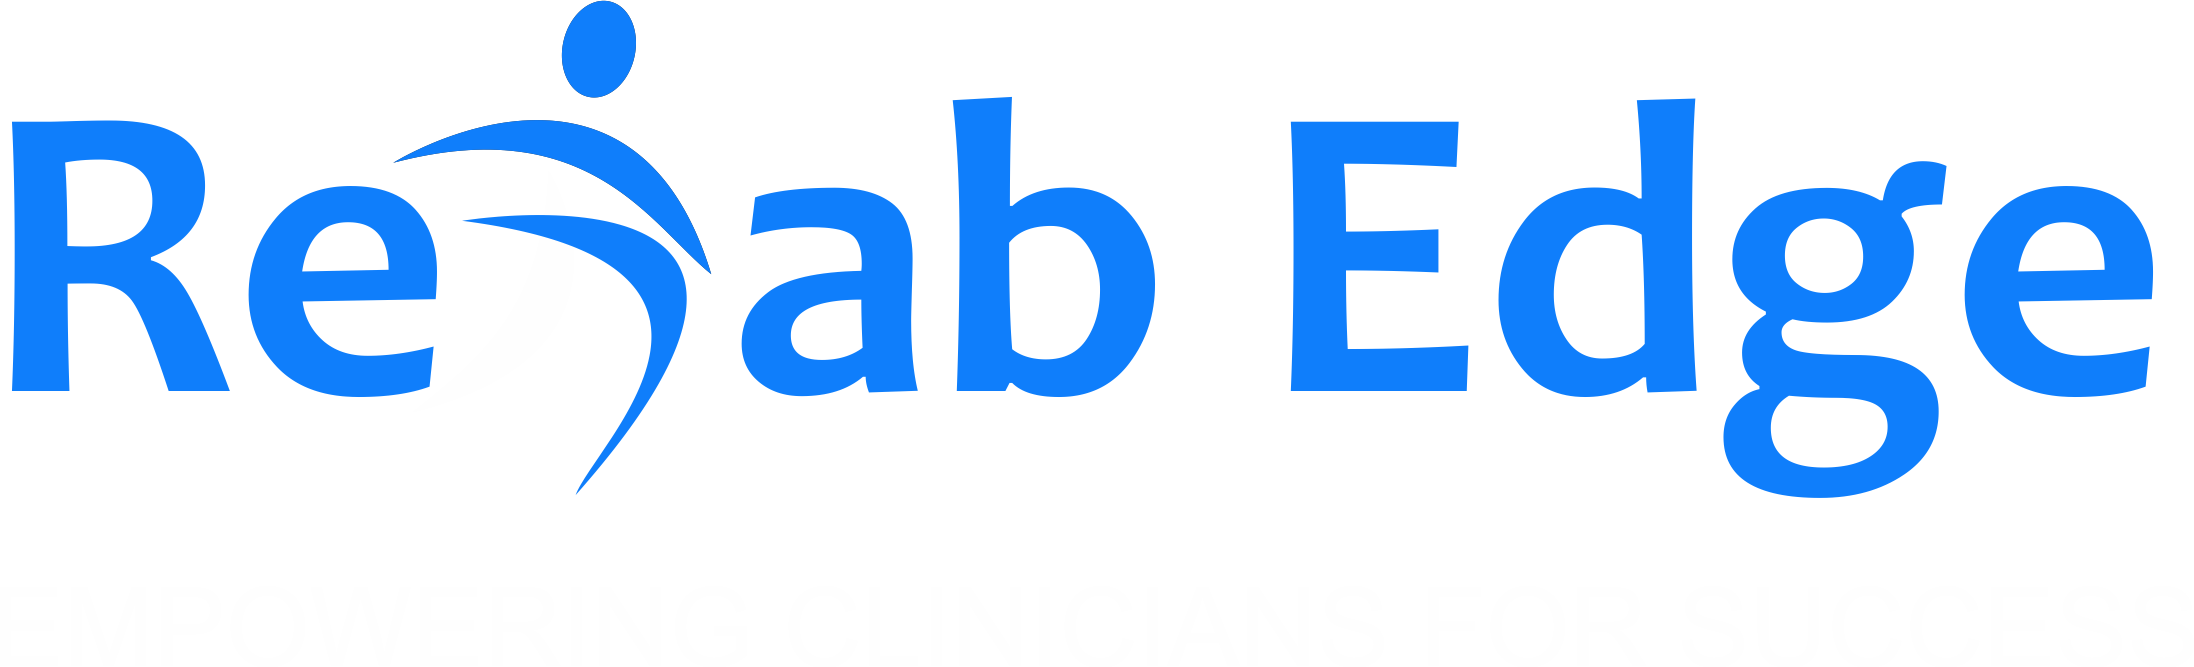 Rehab Edge
EMPOWERING CLINICIANS FOR SUCCESS